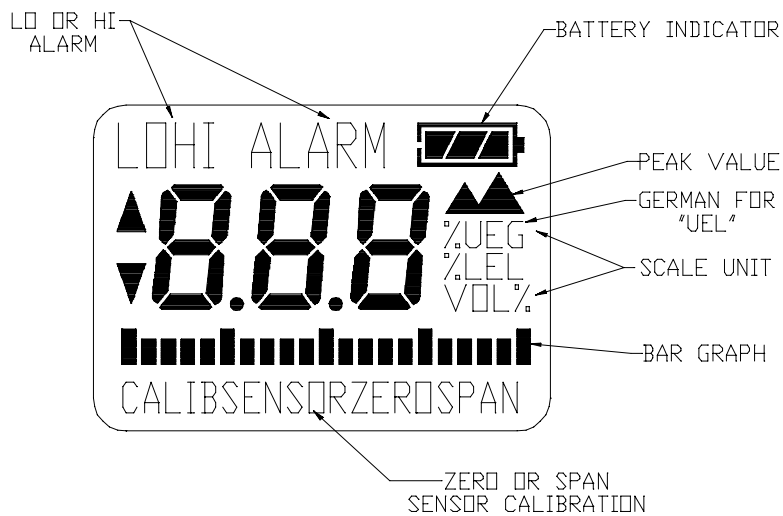 LO OR HI
ALARM
BATTERY INDICATOR
LOHI ALARM
PEAK VALUE
GERMAN FOR
"UEL"
8.8.8
%UEG
%LEL
VOL%
SCALE UNIT
BAR GRAPH
CALIBSENSORZEROSPAN
ZERO OR SPAN
SENSOR CALIBRATION